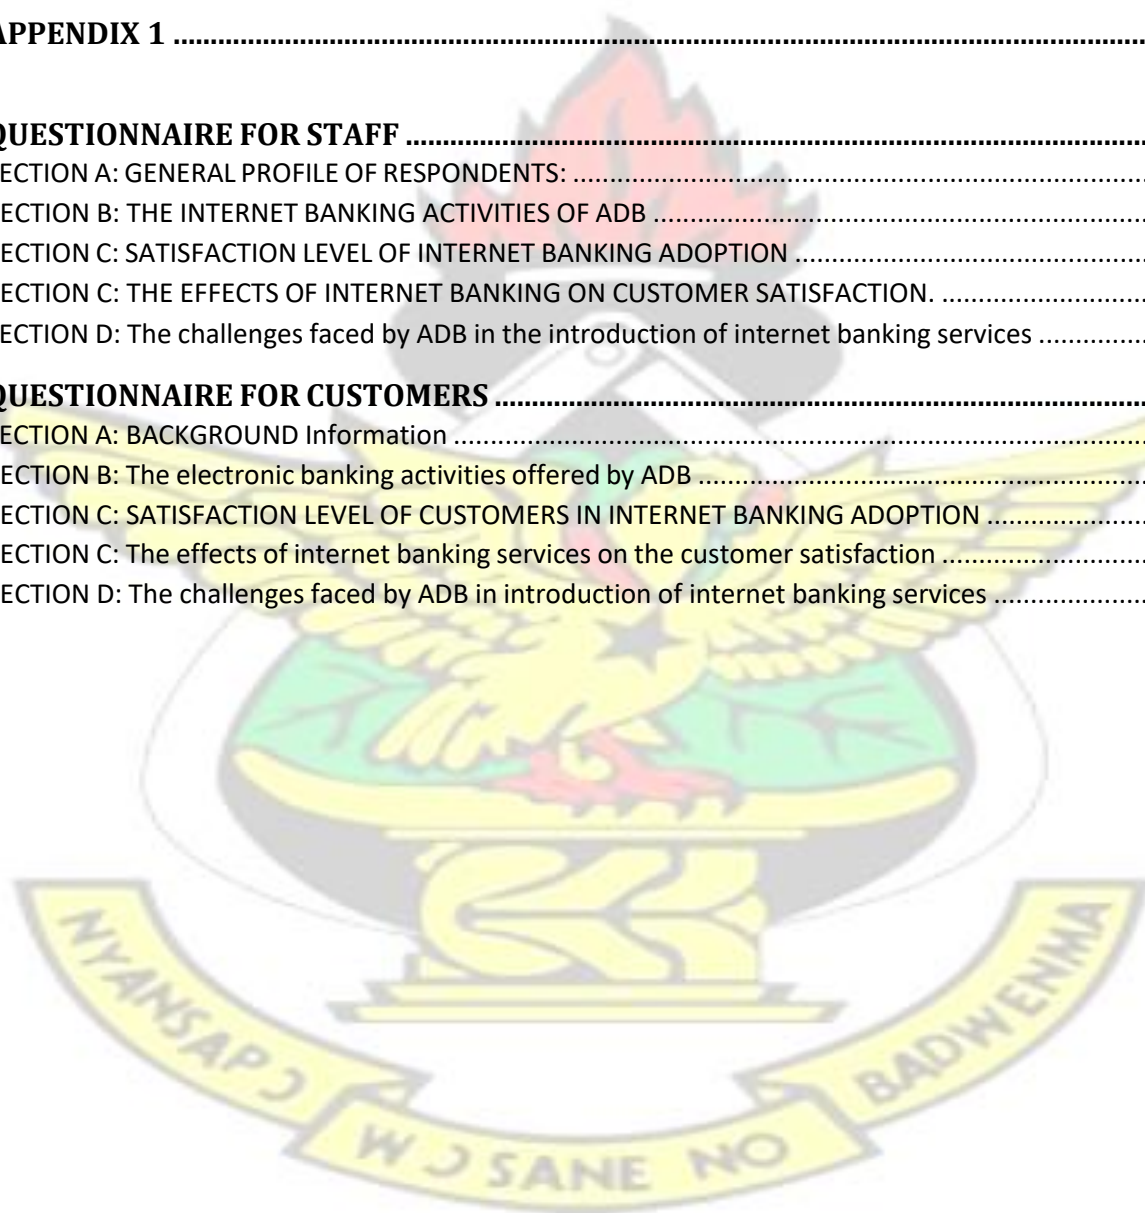 APPENDIX 1 ................................................................................................................................
QUESTIONNAIRE FOR STAFF ................................................................................................
ECTION A: GENERAL PROFILE OF RESPONDENTS: ................................................................
ECTION B: THE INTERNET BANKING ACTIVITIES OF ADB ........................................................
ECTION C: SATISFACTION LEVEL OF INTERNET BANKING ADOPTION ......................................
ECTION C: THE EFFECTS OF INTERNET BANKING ON CUSTOMER SATISFACTION. ......................
ECTION D: The challenges faced by ADB in the introduction of internet banking services ................
QUESTIONNAIRE FOR CUSTOMERS ......................................................................................
ECTION A: BACKGROUND Information ................................................................................
ECTION B: The electronic banking activities offered by ADB ..................................................
ECTION C: SATISFACTION LEVEL OF CUSTOMERS IN INTERNET BANKING ADOPTION ................
ECTION C: The effects of internet banking services on the customer satisfaction ......................
ECTION D: The challenges faced by ADB in introduction of internet banking services ..................
NYANSAPƆ WƆSANE NO BADWENMA